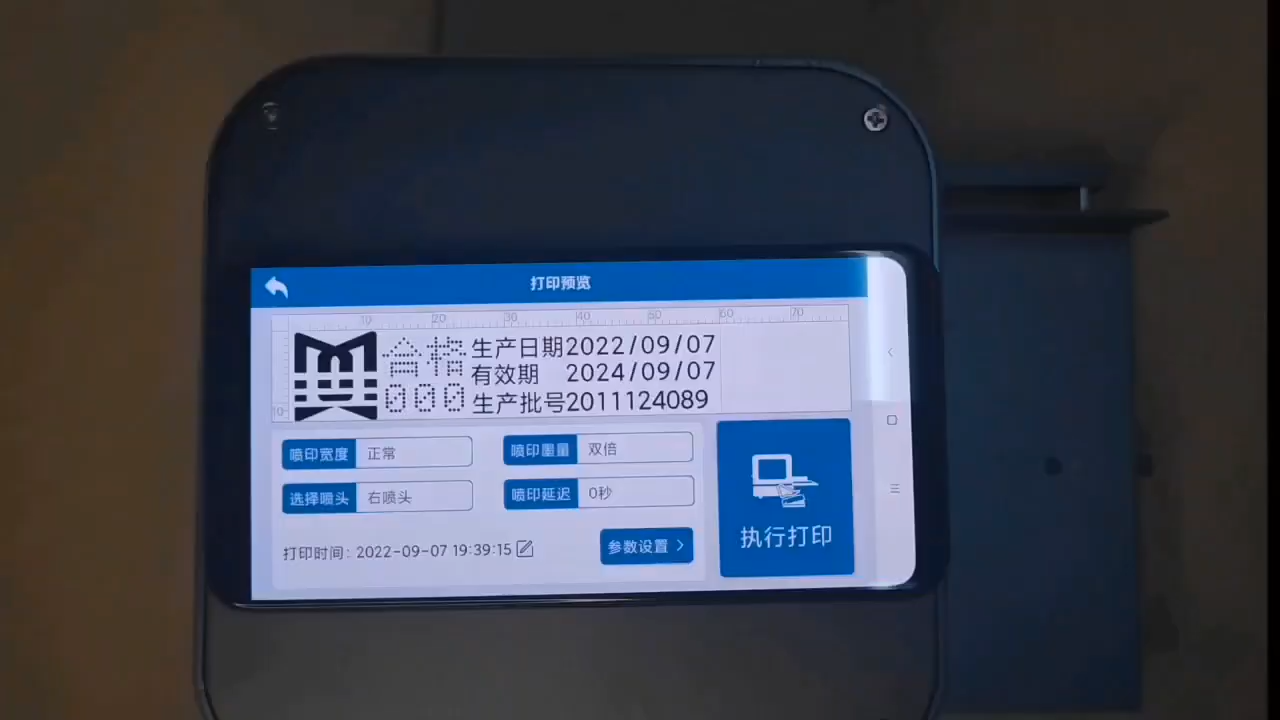 打印预览
10 20 30 40 50 60 70
10
合格 生产日期2022/09/07
有效期 2024/09/07
000 生产批号2011124089
喷印宽度 正常 喷印墨量 双倍
选择喷头 右喷头 喷印延迟 0秒
打印时间: 2022-09-07 19:39:15
参数设置 >
执行打印